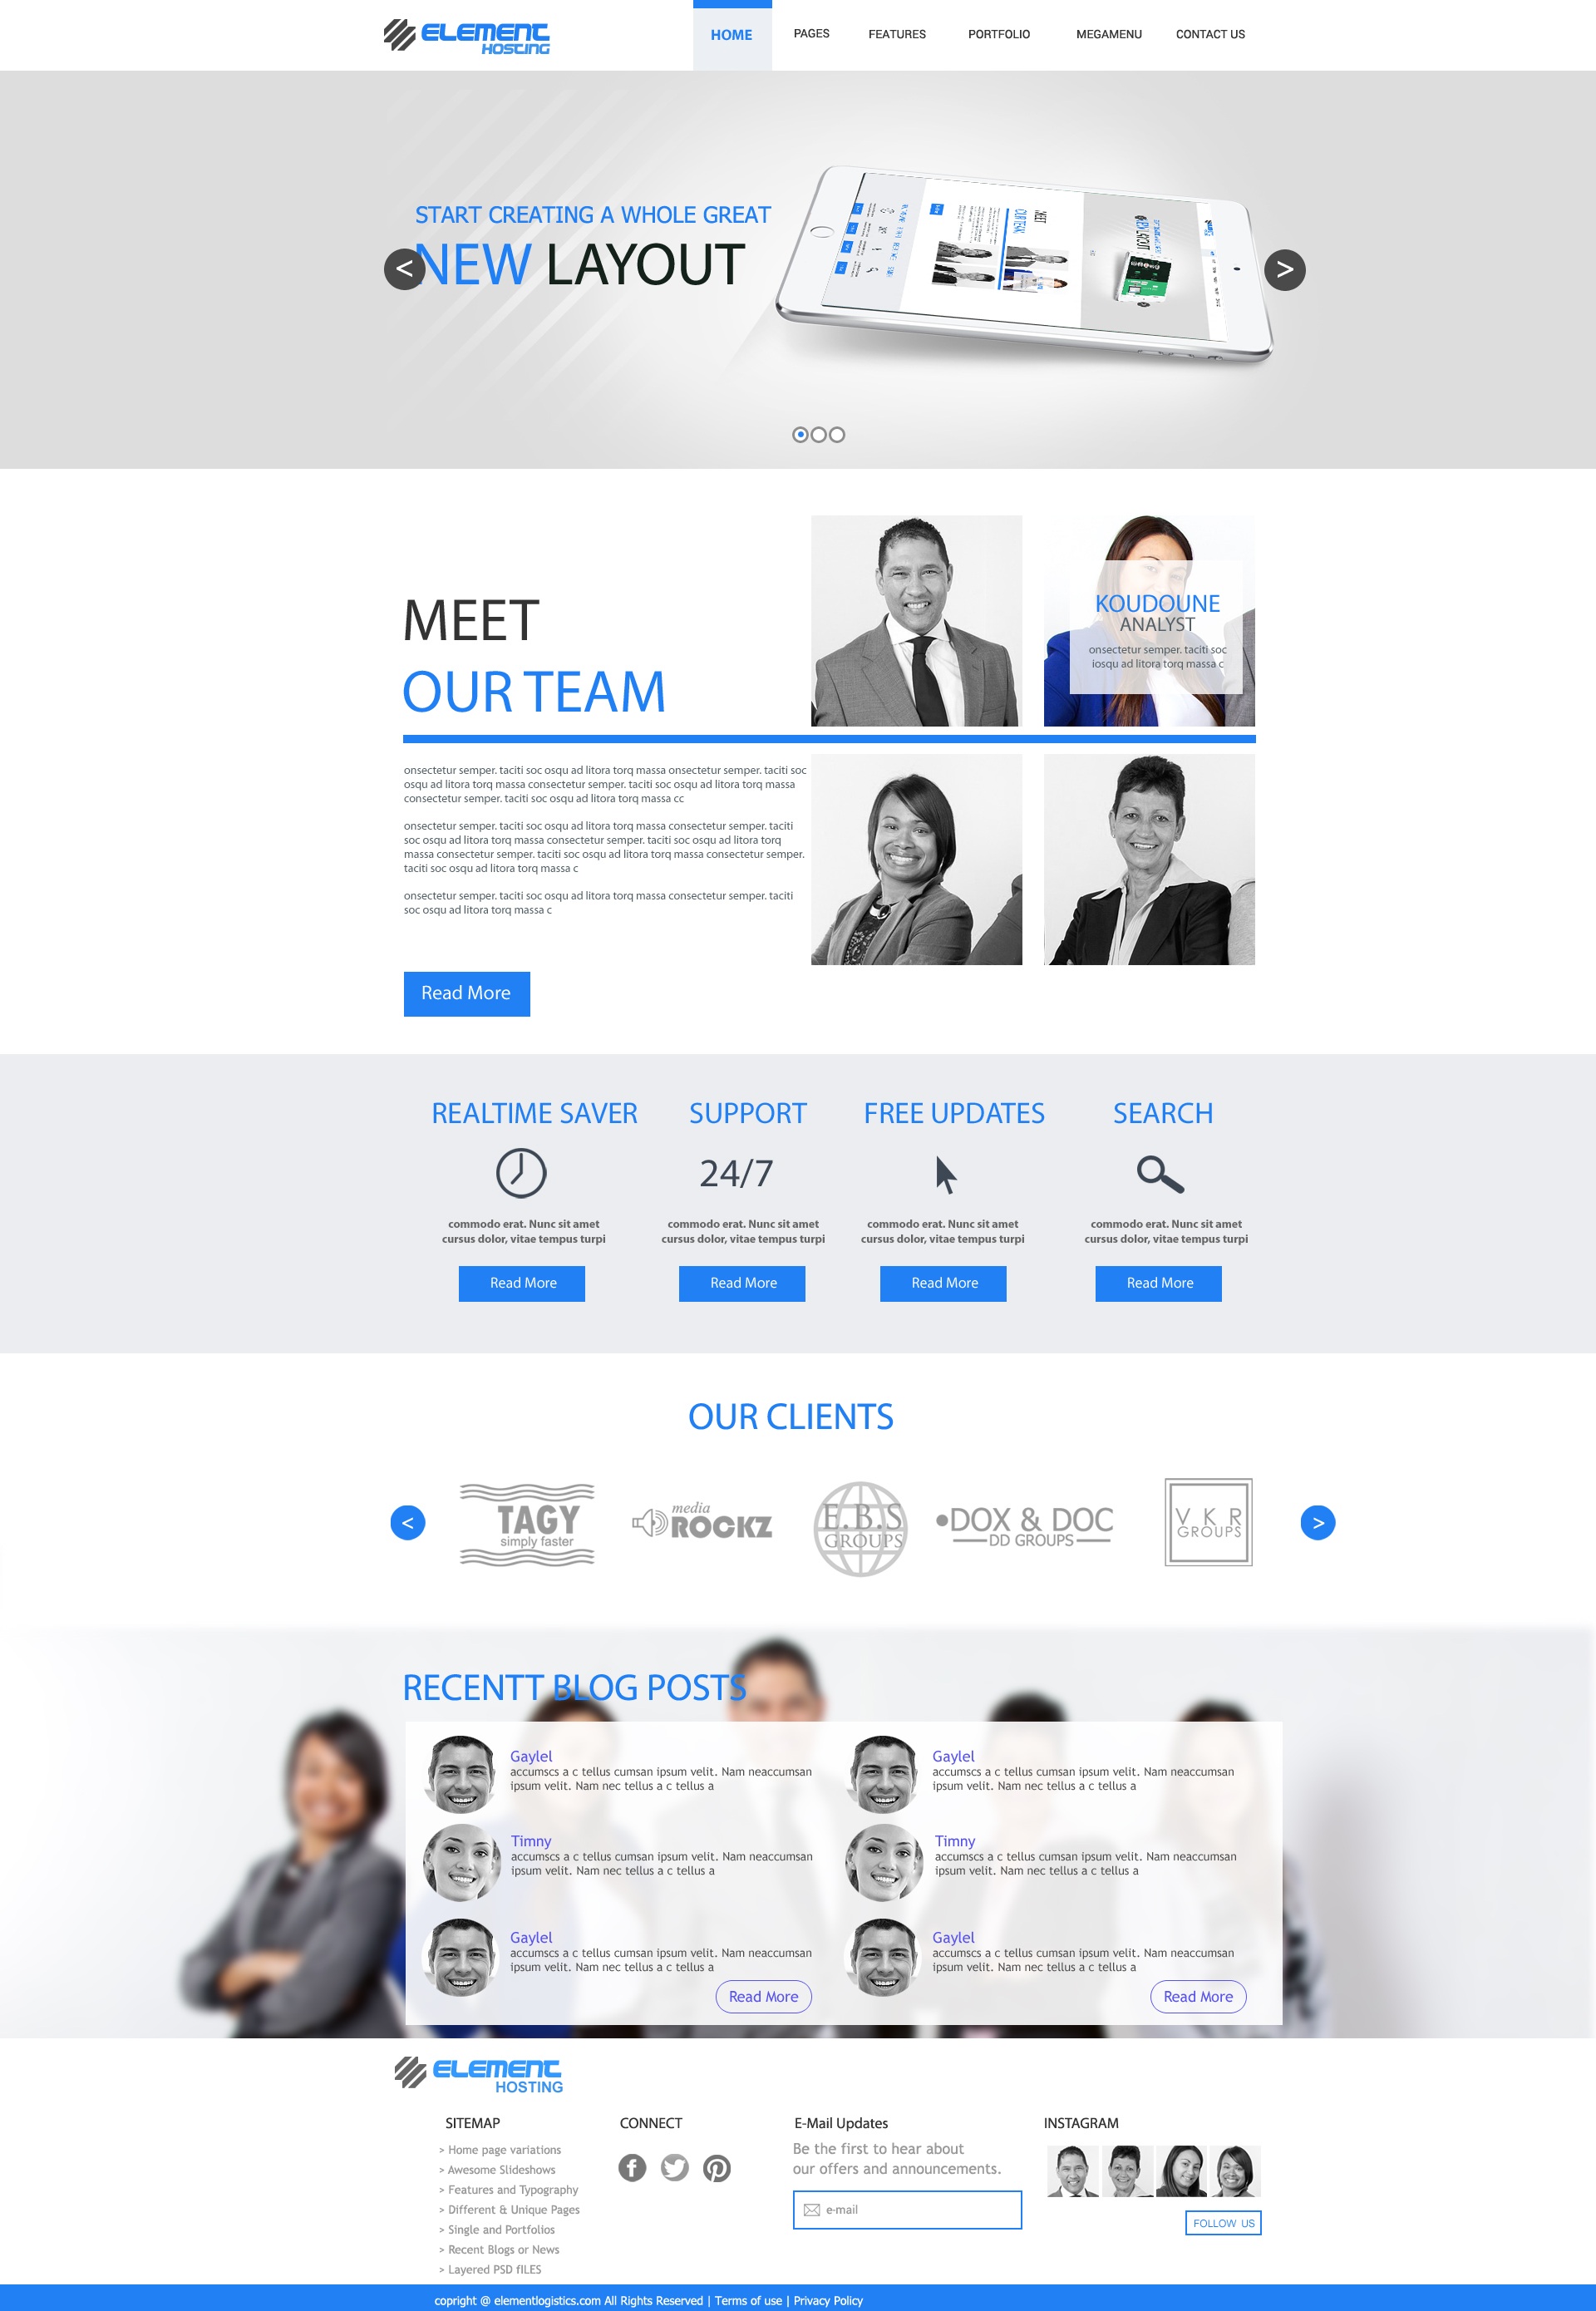 ELEMENT
HOSTING
HOME
PAGES
FEATURES
PORTFOLIO
MEGAMENU
CONTACT US
START CREATING A WHOLE GREAT
NEW LAYOUT
<
>
MEET
OUR TEAM
KOUDOUNE
ANALYST
onsectetur semper. taciti soc
iosqu ad litora torq massa c
onsectetur semper. taciti soc osqu ad litora torq massa onsectetur semper. taciti soc
osqu ad litora torq massa consectetur semper. taciti soc osqu ad litora torq massa
consectetur semper. taciti soc osqu ad litora torq massa cc
onsectetur semper. taciti soc osqu ad litora torq massa consectetur semper. taciti
soc osqu ad litora torq massa consectetur semper. taciti soc osqu ad litora torq
massa consectetur semper. taciti soc osqu ad litora torq massa consectetur semper.
taciti soc osqu ad litora torq massa c
onsectetur semper. taciti soc osqu ad litora torq massa consectetur semper. taciti
soc osqu ad litora torq massa c
Read More
REALTIME SAVER
commodo erat. Nunc sit amet
cursus dolor, vitae tempus turpi
Read More
SUPPORT
24/7
commodo erat. Nunc sit amet
cursus dolor, vitae tempus turpi
Read More
FREE UPDATES
commodo erat. Nunc sit amet
cursus dolor, vitae tempus turpi
Read More
SEARCH
commodo erat. Nunc sit amet
cursus dolor, vitae tempus turpi
Read More
OUR CLIENTS
<
TAGY
simply faster
media
ROCKZ
E.B.S
GROUPS
•DOX & DOC
DD GROUPS
V K R
GROUPS
>
RECENTT BLOG POSTS
Gaylel
accumscs a c tellus cumsan ipsum velit. Nam neaccumsan
ipsum velit. Nam nec tellus a c tellus a
Timny
accumscs a c tellus cumsan ipsum velit. Nam neaccumsan
ipsum velit. Nam nec tellus a c tellus a
Gaylel
accumscs a c tellus cumsan ipsum velit. Nam neaccumsan
ipsum velit. Nam nec tellus a c tellus a
Read More
Gaylel
accumscs a c tellus cumsan ipsum velit. Nam neaccumsan
ipsum velit. Nam nec tellus a c tellus a
Timny
accumscs a c tellus cumsan ipsum velit. Nam neaccumsan
ipsum velit. Nam nec tellus a c tellus a
Gaylel
accumscs a c tellus cumsan ipsum velit. Nam neaccumsan
ipsum velit. Nam nec tellus a c tellus a
Read More
ELEMENT
HOSTING
SITEMAP
> Home page variations
> Awesome Slideshows
> Features and Typography
> Different & Unique Pages
> Single and Portfolios
> Recent Blogs or News
> Layered PSD fILES
CONNECT
E-Mail Updates
Be the first to hear about
our offers and announcements.
e-mail
INSTAGRAM
FOLLOW US
copright @ elementlogistics.com All Rights Reserved | Terms of use | Privacy Policy